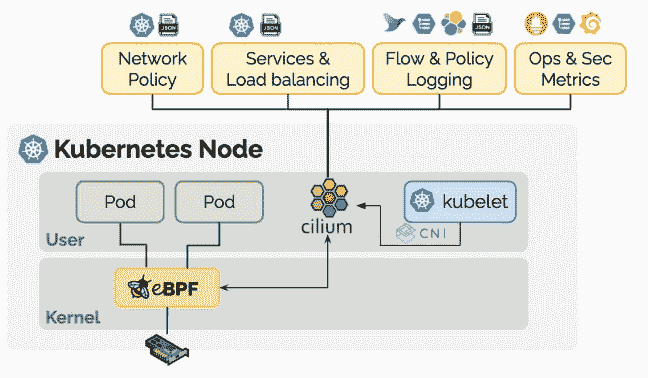 JSON
JSON
JSON
Network
Policy
Services &
Load balancing
Flow & Policy
Logging
Ops & Sec
Metrics
Kubernetes Node
Pod
Pod
cilium
kubelet
CNI
User
eBPF
Kernel